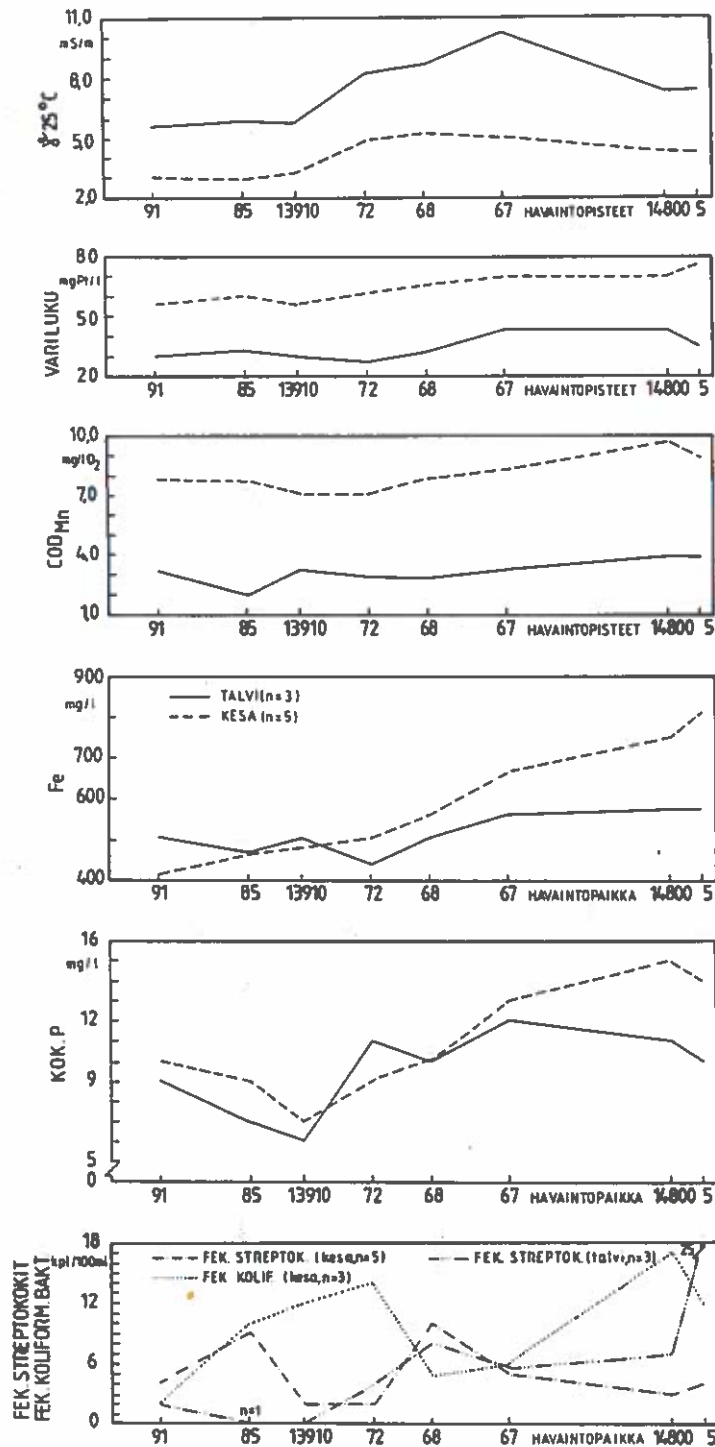 11,0
mS/m
8,0
5,0
2,0
ɣ 25°C
91 85 13910 72 68 67 HAVAINTOPISTEET 14800 5
80
mgPt/l
50
20
VARILUKU
91 85 13910 72 68 67 HAVAINTOPISTEET 14800 5
10,0
mg/lO₂
7,0
4,0
1,0
COD Mn
91 85 13910 72 68 67 HAVAINTOPISTEET 14800 5
900
mg/l
700
600
400
Fe
TALVI (n=3)
KESA (n=5)
91 85 13910 72 68 67 HAVAINTOPAIKKA 14800 5
16
mg/l
12
9
5
0
KOK.P
91 85 13910 72 68 67 HAVAINTOPAIKKA 14800 5
18
kpl/100ml
12
6
0
FEK.STREPTOKOKIT
FEK.KOLIFORM.BAKT.
FEK. STREPTOK. (kesa,n=5)
FEK. STREPTOK.(talvi,n=3)
FEK KOLIF. (kesa,n=3)
n=1
25
91 85 13910 72 68 67 HAVAINTOPAIKKA 14800 5